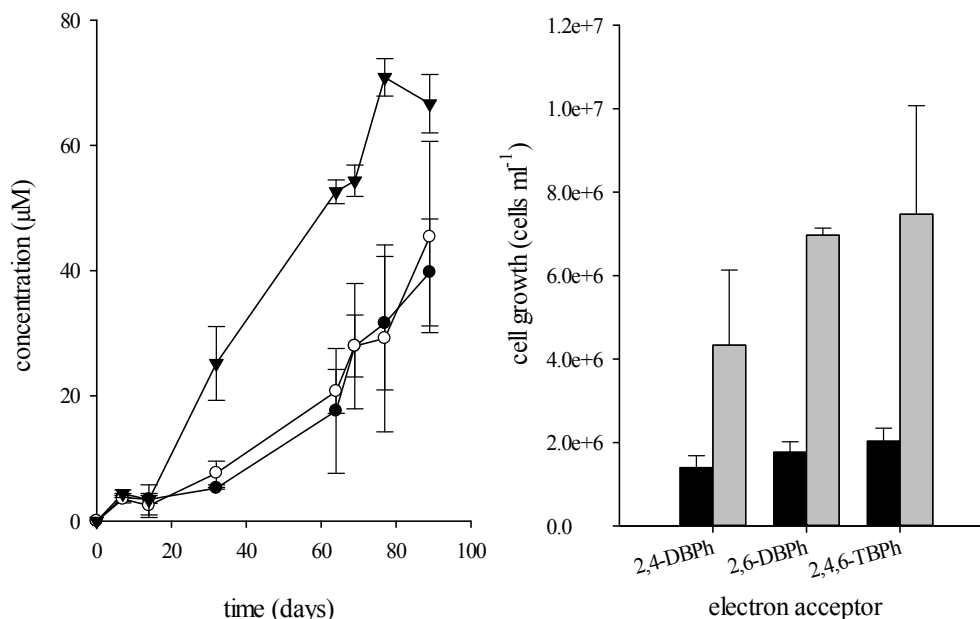 concentration (µM)
80
60
40
20
0
0 20 40 60 80 100
time (days)
cell growth (cells ml-1)
1.2e+7
1.0e+7
8.0e+6
6.0e+6
4.0e+6
2.0e+6
0.0
2,4-DBPh 2,6-DBPh 2,4,6-TBPh
electron acceptor